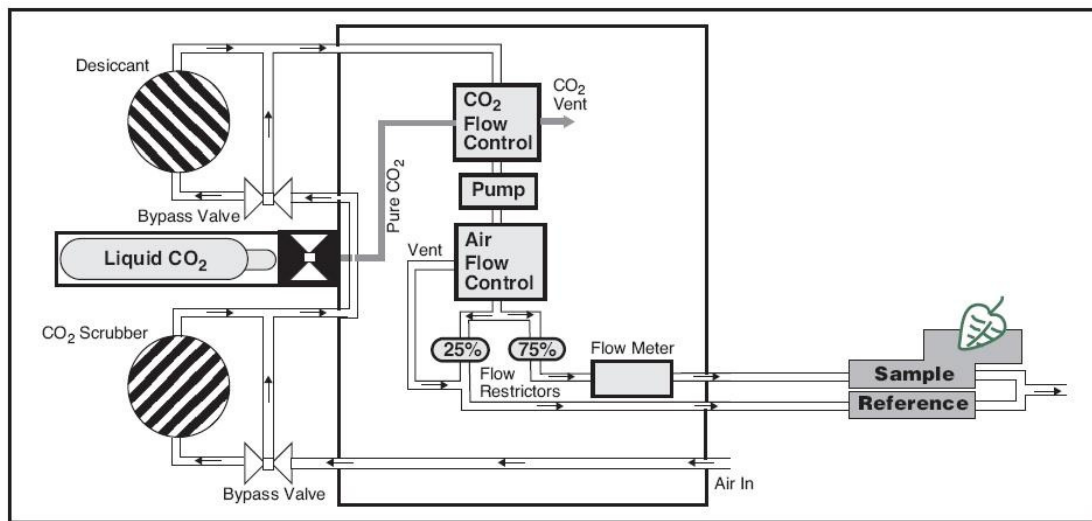 Desiccant
CO2
Flow
Control
CO2
Vent
Pure CO2
Pump
Bypass Valve
Liquid CO2
Vent
Air
Flow
Control
CO2 Scrubber
25%
75%
Flow Meter
Flow
Restrictors
Sample
Reference
Bypass Valve
Air In